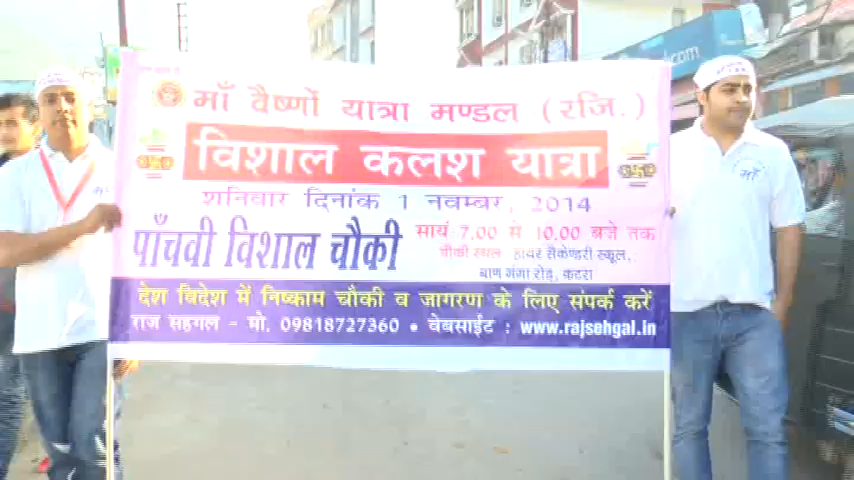 माँ वैष्णों यात्रा मण्डल (रजि.)
विशाल कलश यात्रा
शनिवार दिनांक 1 नवम्बर, 2014
पाँचवी विशाल चौकी
सायं 7.00 से 10.00 बजे तक
चौकी स्थल हायर सैकेण्डरी स्कूल,
बाण गंगा रोड़, कटरा
देश विदेश में निष्काम चौकी व जागरण के लिए संपर्क करें
राज सहगल - मो. 09818727360 • वेबसाईट : www.rajsehgal.in
माँ